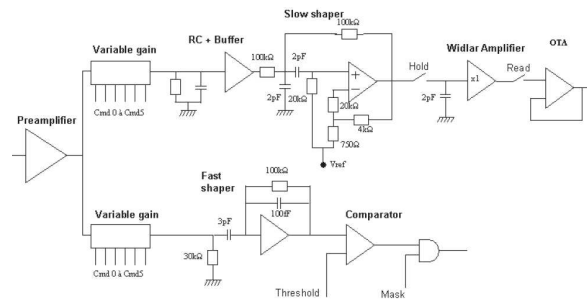 Slow shaper
100kΩ
Variable gain
RC + Buffer
100kΩ
2pF
Hold
Widlar Amplifier
OTA
x1
Read
2pF
20kΩ
20kΩ
2pF
4kΩ
750Ω
Vref
Cmd 0 à Cmd5
Preamplifier
Fast
shaper
100kΩ
100fF
Variable gain
3pF
Comparator
30kΩ
Cmd 0 à Cmd5
Threshold
Mask